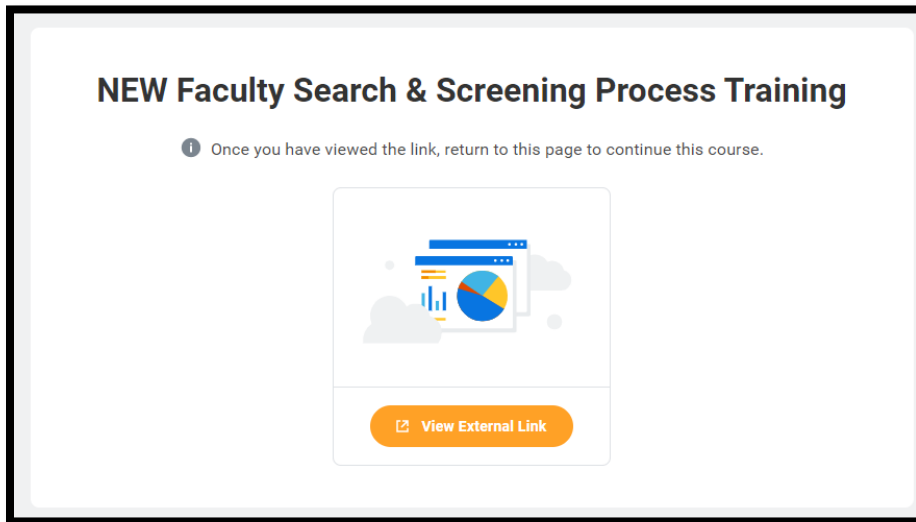 NEW Faculty Search & Screening Process Training
Once you have viewed the link, return to this page to continue this course.
View External Link